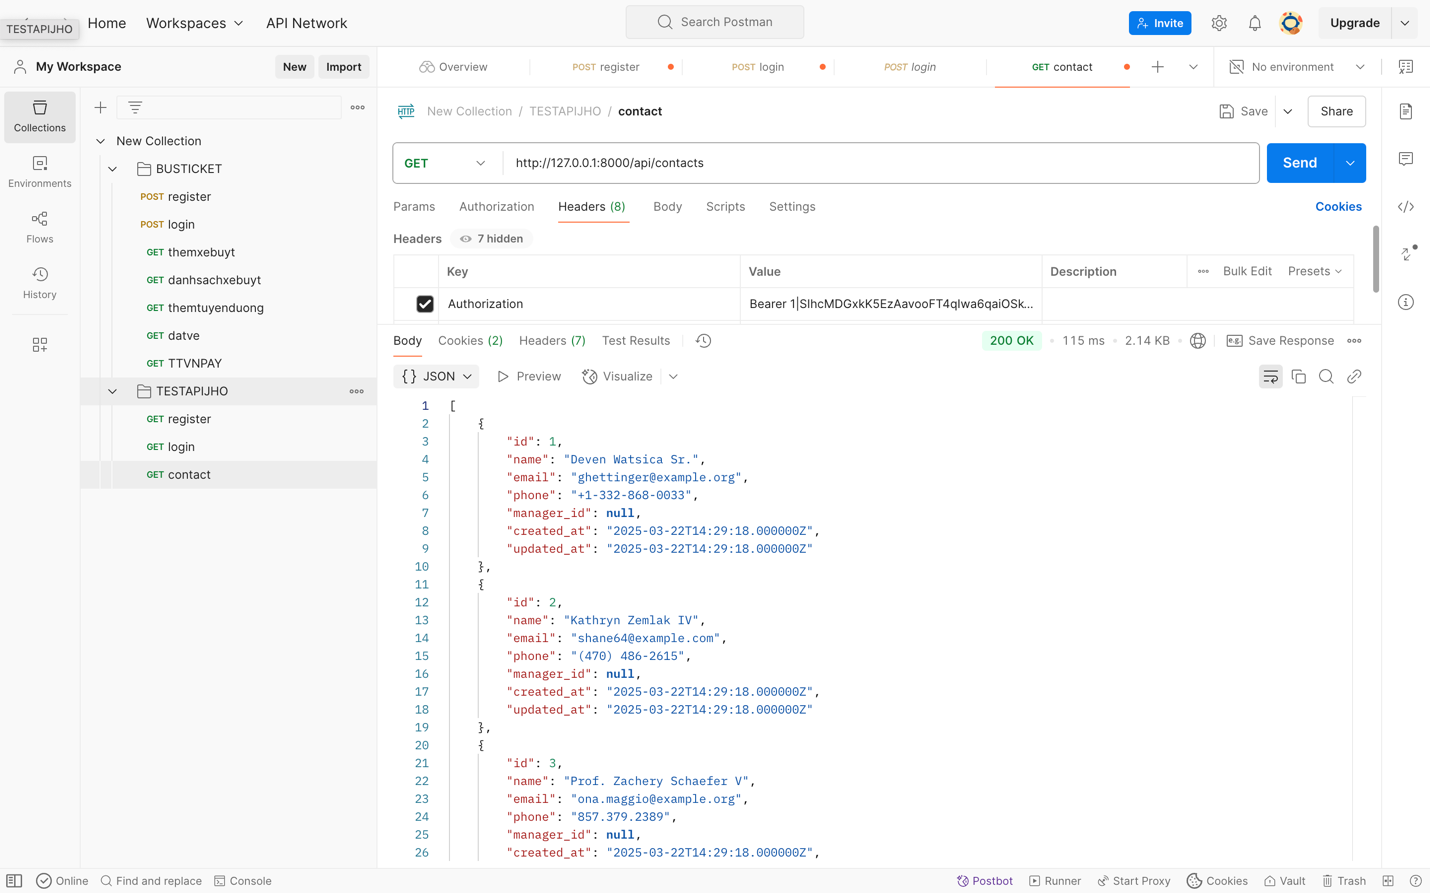 TESTAPIJHO
Home
Workspaces
API Network
Search Postman
Invite
Upgrade
My Workspace
New
Import
Overview
POST register
POST login
POST login
GET contact
No environment
Collections
Environments
Flows
History
New Collection
BUSTICKET
POST register
POST login
GET themxebuyt
GET danhsachxebuyt
GET themtuyenduong
GET datve
GET TTVNPAY
TESTAPIJHO
GET register
GET login
GET contact
HTTP New Collection / TESTAPIJHO / contact
Save
Share
GET
http://127.0.0.1:8000/api/contacts
Send
Params Authorization Headers (8) Body Scripts Settings
Cookies
Headers 7 hidden
Key Value Description Bulk Edit Presets
Authorization Bearer 1|SlhcMDGxkK5EzAavooFT4qIwa6qaiOSk...
Body Cookies (2) Headers (7) Test Results
200 OK • 115 ms • 2.14 KB • e.g. Save Response
{} JSON Preview Visualize
1 [
2 {
3 "id": 1,
4 "name": "Deven Watsica Sr.",
5 "email": "ghettinger@example.org",
6 "phone": "+1-332-868-0033",
7 "manager_id": null,
8 "created_at": "2025-03-22T14:29:18.000000Z",
9 "updated_at": "2025-03-22T14:29:18.000000Z"
10 },
11 {
12 "id": 2,
13 "name": "Kathryn Zemlak IV",
14 "email": "shane64@example.com",
15 "phone": "(470) 486-2615",
16 "manager_id": null,
17 "created_at": "2025-03-22T14:29:18.000000Z",
18 "updated_at": "2025-03-22T14:29:18.000000Z"
19 },
20 {
21 "id": 3,
22 "name": "Prof. Zachery Schaefer V",
23 "email": "ona.maggio@example.org",
24 "phone": "857.379.2389",
25 "manager_id": null,
26 "created_at": "2025-03-22T14:29:18.000000Z",
Online
Find and replace
Console
Postbot
Runner
Start Proxy
Cookies
Vault
Trash